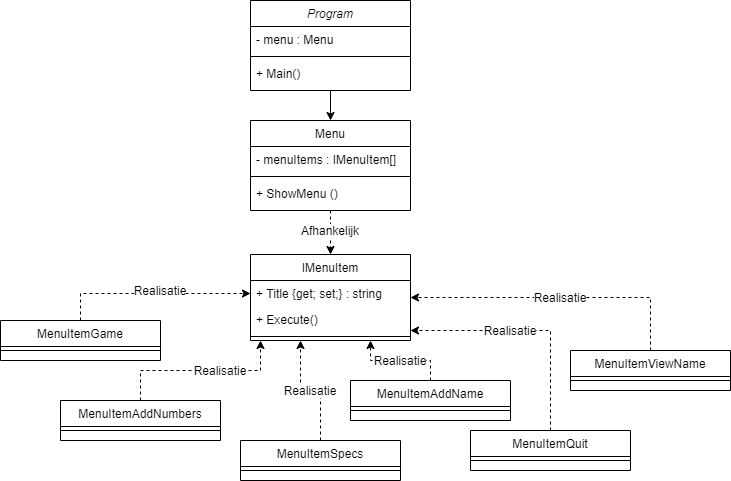 Program
- menu : Menu
+ Main()
Menu
- menuItems : IMenuItem[]
+ ShowMenu ()
Afhankelijk
IMenuItem
+ Title {get; set;} : string
+ Execute()
Realisatie
MenuItemGame
Realisatie
MenuItemAddNumbers
Realisatie
MenuItemSpecs
Realisatie
MenuItemAddName
Realisatie
MenuItemQuit
Realisatie
MenuItemViewName